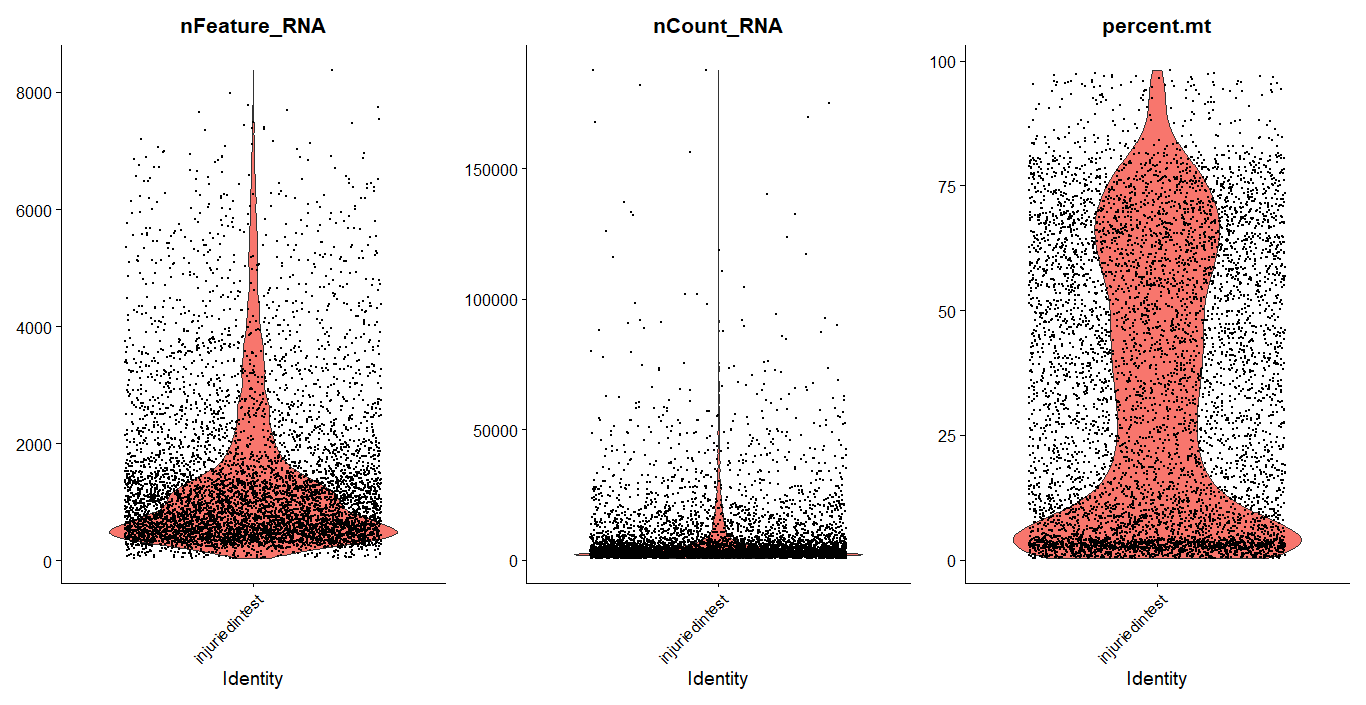 nFeature_RNA
8000
6000
4000
2000
0
injuriedintest
Identity
nCount_RNA
150000
100000
50000
0
injuriedintest
Identity
percent.mt
100
75
50
25
0
injuriedintest
Identity